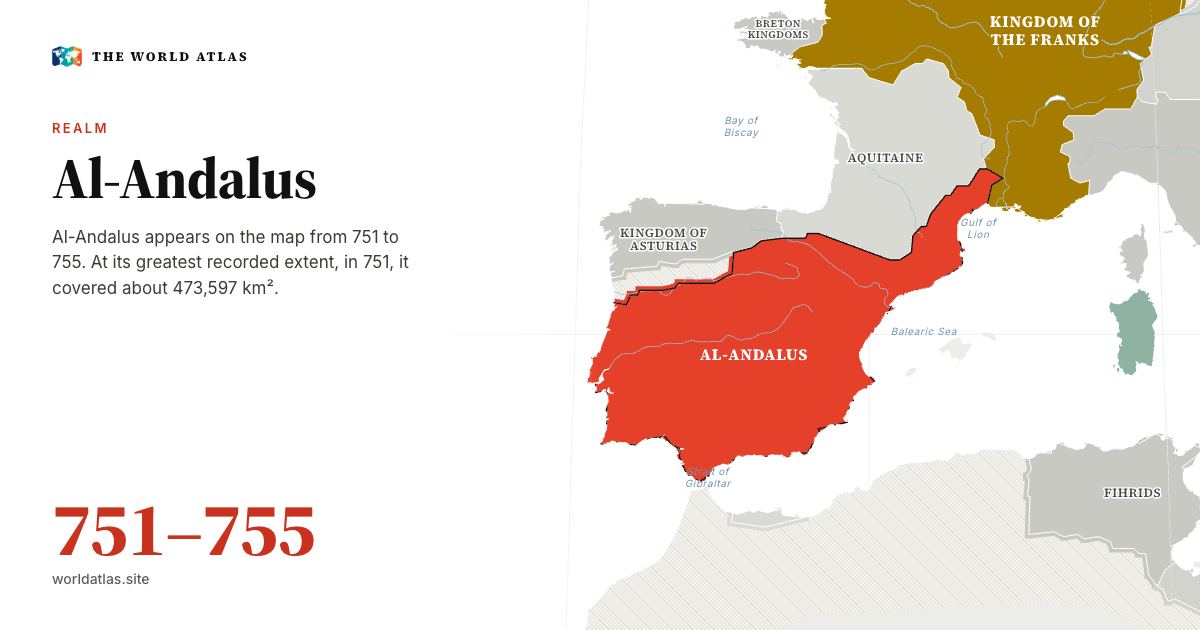 THE WORLD ATLAS
REALM
Al-Andalus
Al-Andalus appears on the map from 751 to
755. At its greatest recorded extent, in 751, it
covered about 473,597 km².
751–755
worldatlas.site
BRETON
KINGDOMS
KINGDOM OF
THE FRANKS
Bay of
Biscay
AQUITAINE
KINGDOM OF
ASTURIAS
Gulf of
Lion
Balearic Sea
AL-ANDALUS
Strait of
Gibraltar
FIHRIDS